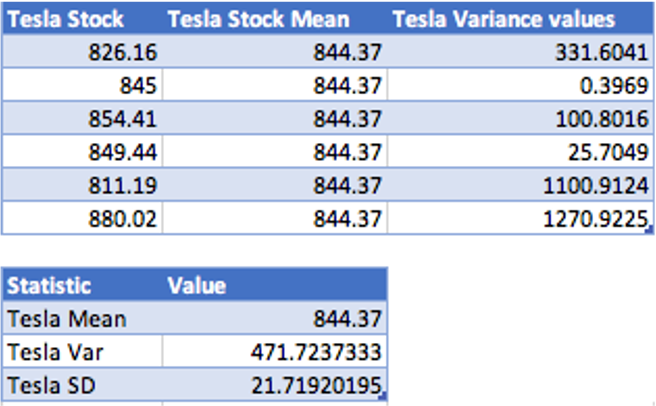 Tesla Stock Tesla Stock Mean Tesla Variance values
826.16 844.37 331.6041
845 844.37 0.3969
854.41 844.37 100.8016
849.44 844.37 25.7049
811.19 844.37 1100.9124
880.02 844.37 1270.9225
Statistic Value
Tesla Mean 844.37
Tesla Var 471.7237333
Tesla SD 21.71920195